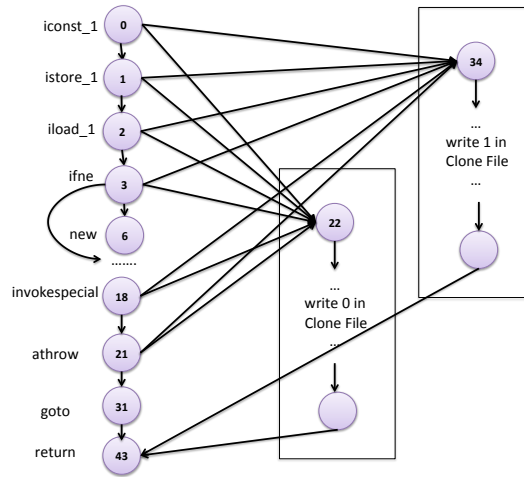 iconst_1 0
istore_1 1
iload_1 2
ifne 3
new 6
.......
invokespecial 18
athrow 21
goto 31
return 43
22
...
write 0 in
Clone File
...
34
...
write 1 in
Clone File
...